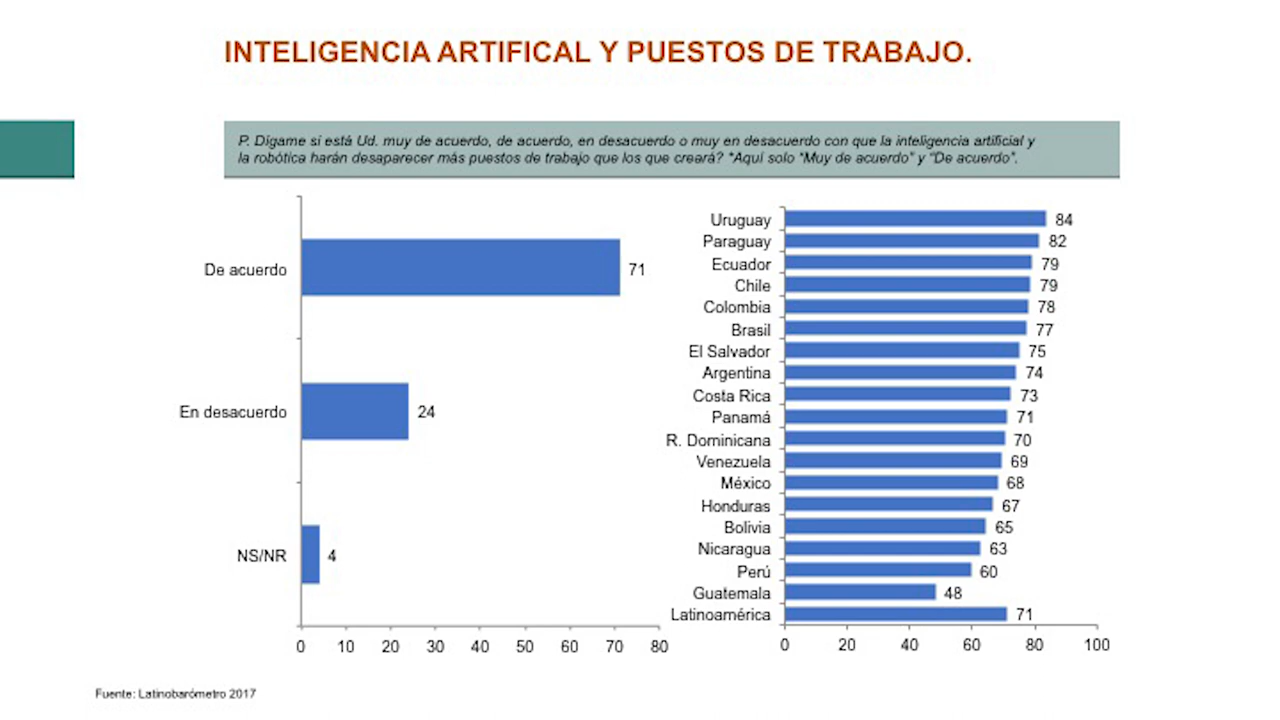 INTELIGENCIA ARTIFICAL Y PUESTOS DE TRABAJO.
P. Dígame si está Ud. muy de acuerdo, de acuerdo, en desacuerdo o muy en desacuerdo con que la inteligencia artificial y
la robótica harán desaparecer más puestos de trabajo que los que creará? *Aquí solo "Muy de acuerdo" y "De acuerdo".
De acuerdo 71
En desacuerdo 24
NS/NR 4
0 10 20 30 40 50 60 70 80
Uruguay 84
Paraguay 82
Ecuador 79
Chile 79
Colombia 78
Brasil 77
El Salvador 75
Argentina 74
Costa Rica 73
Panamá 71
R. Dominicana 70
Venezuela 69
México 68
Honduras 67
Bolivia 65
Nicaragua 63
Perú 60
Guatemala 48
Latinoamérica 71
0 20 40 60 80 100
Fuente: Latinobarómetro 2017